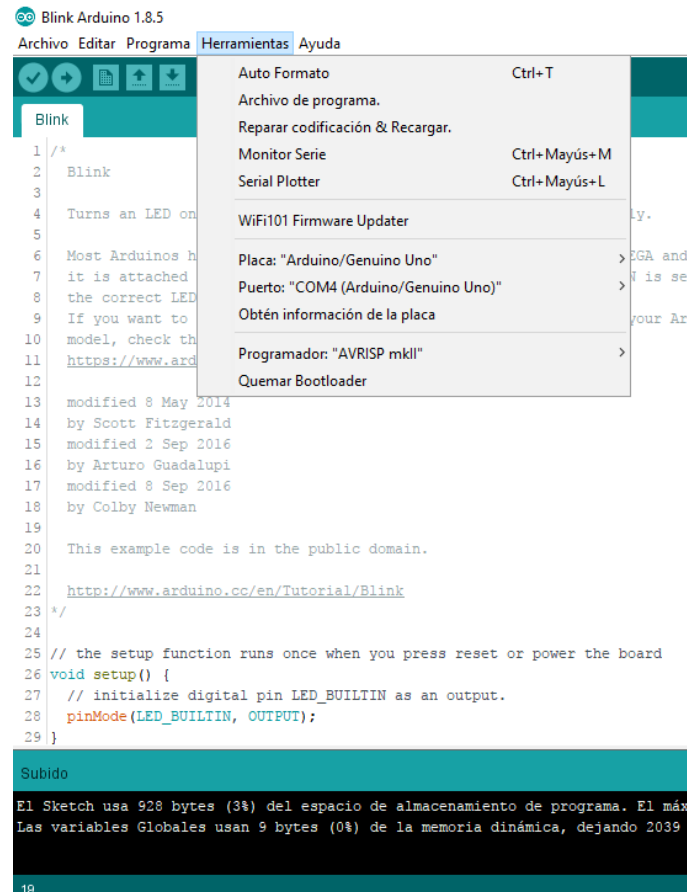 Blink Arduino 1.8.5
Archivo Editar Programa Herramientas Ayuda
Auto Formato Ctrl+T
Archivo de programa.
Reparar codificación & Recargar.
Monitor Serie Ctrl+Mayús+M
Serial Plotter Ctrl+Mayús+L
WiFi101 Firmware Updater
Placa: "Arduino/Genuino Uno"
Puerto: "COM4 (Arduino/Genuino Uno)"
Obtén información de la placa
Programador: "AVRISP mkII"
Quemar Bootloader
Blink
1 /*
2 Blink
3
4 Turns an LED on ly.
5
6 Most Arduinos h EGA and
7 it is attached N is se
8 the correct LED
9 If you want to your Ar
10 model, check th
11 https://www.ard
12
13 modified 8 May 2014
14 by Scott Fitzgerald
15 modified 2 Sep 2016
16 by Arturo Guadalupi
17 modified 8 Sep 2016
18 by Colby Newman
19
20 This example code is in the public domain.
21
22 http://www.arduino.cc/en/Tutorial/Blink
23 */
24
25 // the setup function runs once when you press reset or power the board
26 void setup() {
27 // initialize digital pin LED_BUILTIN as an output.
28 pinMode(LED_BUILTIN, OUTPUT);
29 }
Subido
El Sketch usa 928 bytes (3%) del espacio de almacenamiento de programa. El máx
Las variables Globales usan 9 bytes (0%) de la memoria dinámica, dejando 2039
19